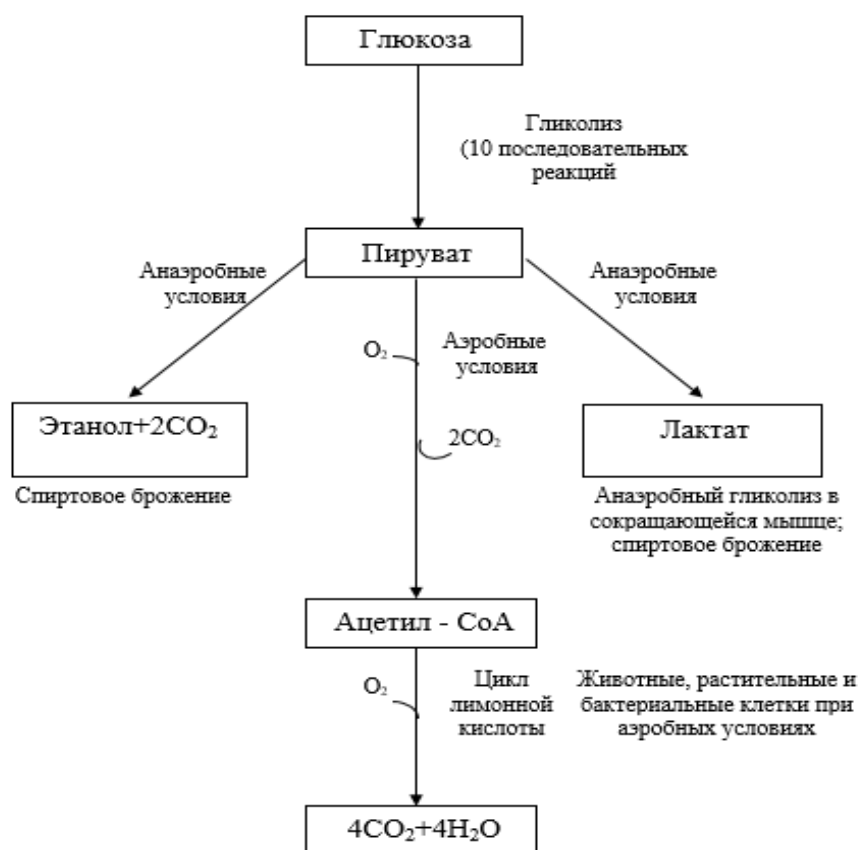 Глюкоза
Гликолиз
(10 последовательных
реакций
Пируват
Анаэробные
условия
Анаэробные
условия
O₂
Аэробные
условия
Этанол+2CO₂
2CO₂
Лактат
Спиртовое брожение
Анаэробный гликолиз в
сокращающейся мышце;
спиртовое брожение
Ацетил - CoA
O₂
Цикл
лимонной
кислоты
Животные, растительные и
бактериальные клетки при
аэробных условиях
4CO₂+4H₂O